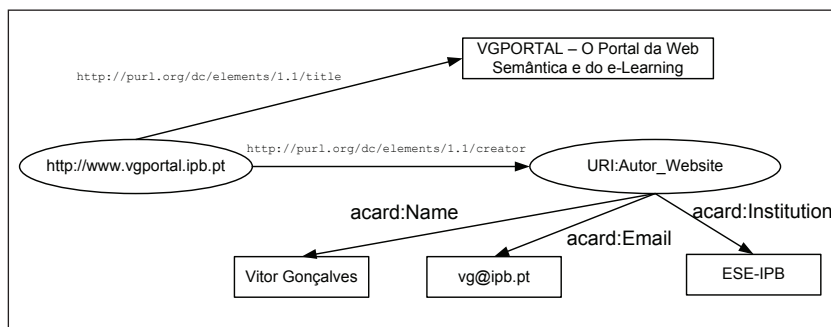 VGPORTAL – O Portal da Web
Semântica e do e-Learning
http://purl.org/dc/elements/1.1/title
http://purl.org/dc/elements/1.1/creator
http://www.vgportal.ipb.pt
URI:Autor_Website
acard:Name
acard:Institution
acard:Email
Vitor Gonçalves
vg@ipb.pt
ESE-IPB